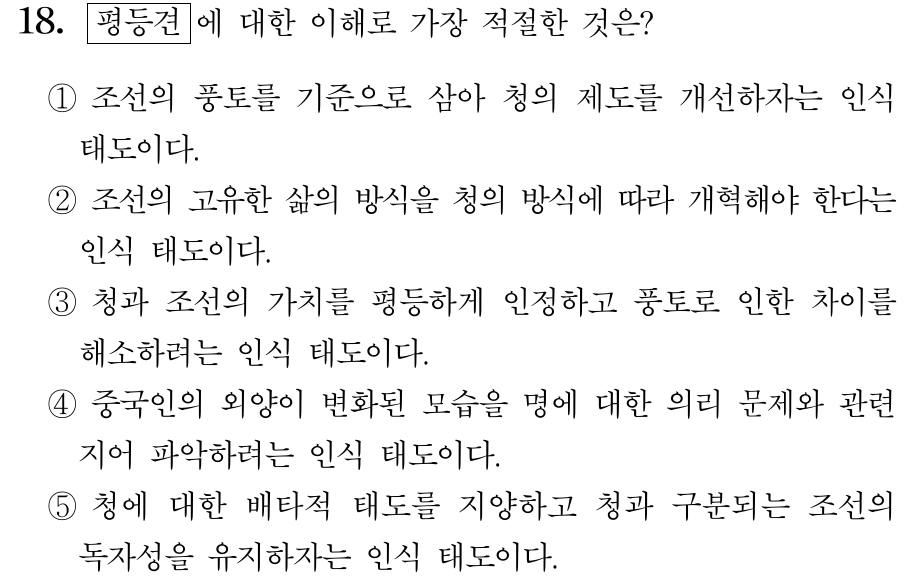 18. 평등견 에 대한 이해로 가장 적절한 것은?
① 조선의 풍토를 기준으로 삼아 청의 제도를 개선하자는 인식
태도이다.
② 조선의 고유한 삶의 방식을 청의 방식에 따라 개혁해야 한다는
인식 태도이다.
③ 청과 조선의 가치를 평등하게 인정하고 풍토로 인한 차이를
해소하려는 인식 태도이다.
④ 중국인의 외양이 변화된 모습을 명에 대한 의리 문제와 관련
지어 파악하려는 인식 태도이다.
⑤ 청에 대한 배타적 태도를 지양하고 청과 구분되는 조선의
독자성을 유지하자는 인식 태도이다.